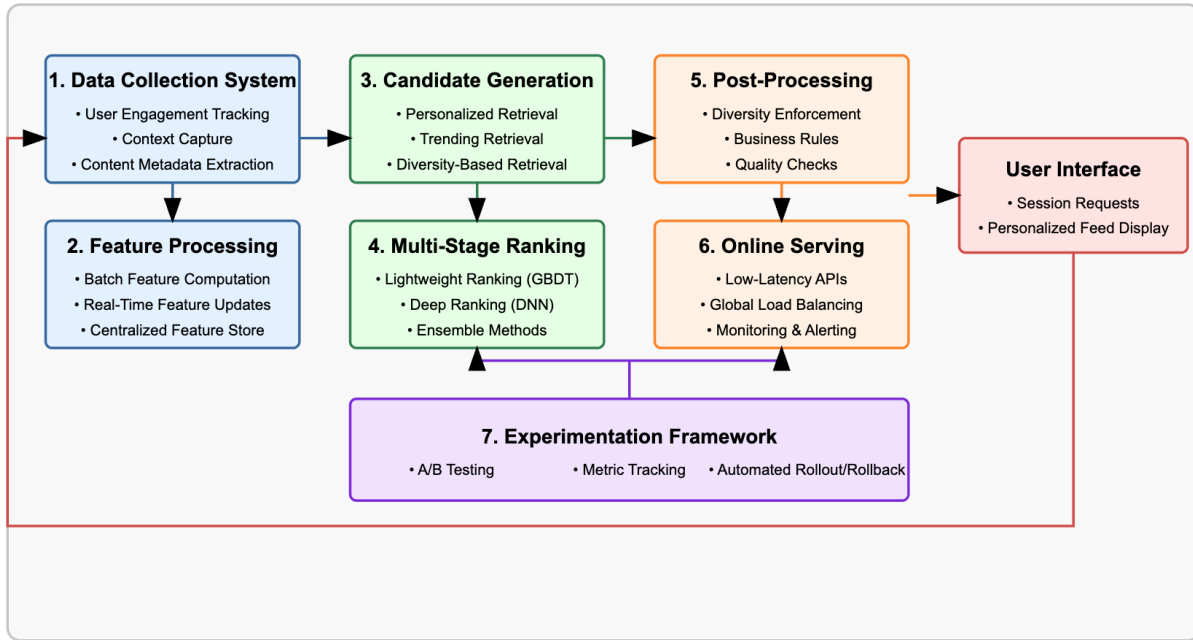 1. Data Collection System
• User Engagement Tracking
• Context Capture
• Content Metadata Extraction
2. Feature Processing
• Batch Feature Computation
• Real-Time Feature Updates
• Centralized Feature Store
3. Candidate Generation
• Personalized Retrieval
• Trending Retrieval
• Diversity-Based Retrieval
4. Multi-Stage Ranking
• Lightweight Ranking (GBDT)
• Deep Ranking (DNN)
• Ensemble Methods
5. Post-Processing
• Diversity Enforcement
• Business Rules
• Quality Checks
6. Online Serving
• Low-Latency APIs
• Global Load Balancing
• Monitoring & Alerting
User Interface
• Session Requests
• Personalized Feed Display
7. Experimentation Framework
• A/B Testing • Metric Tracking • Automated Rollout/Rollback